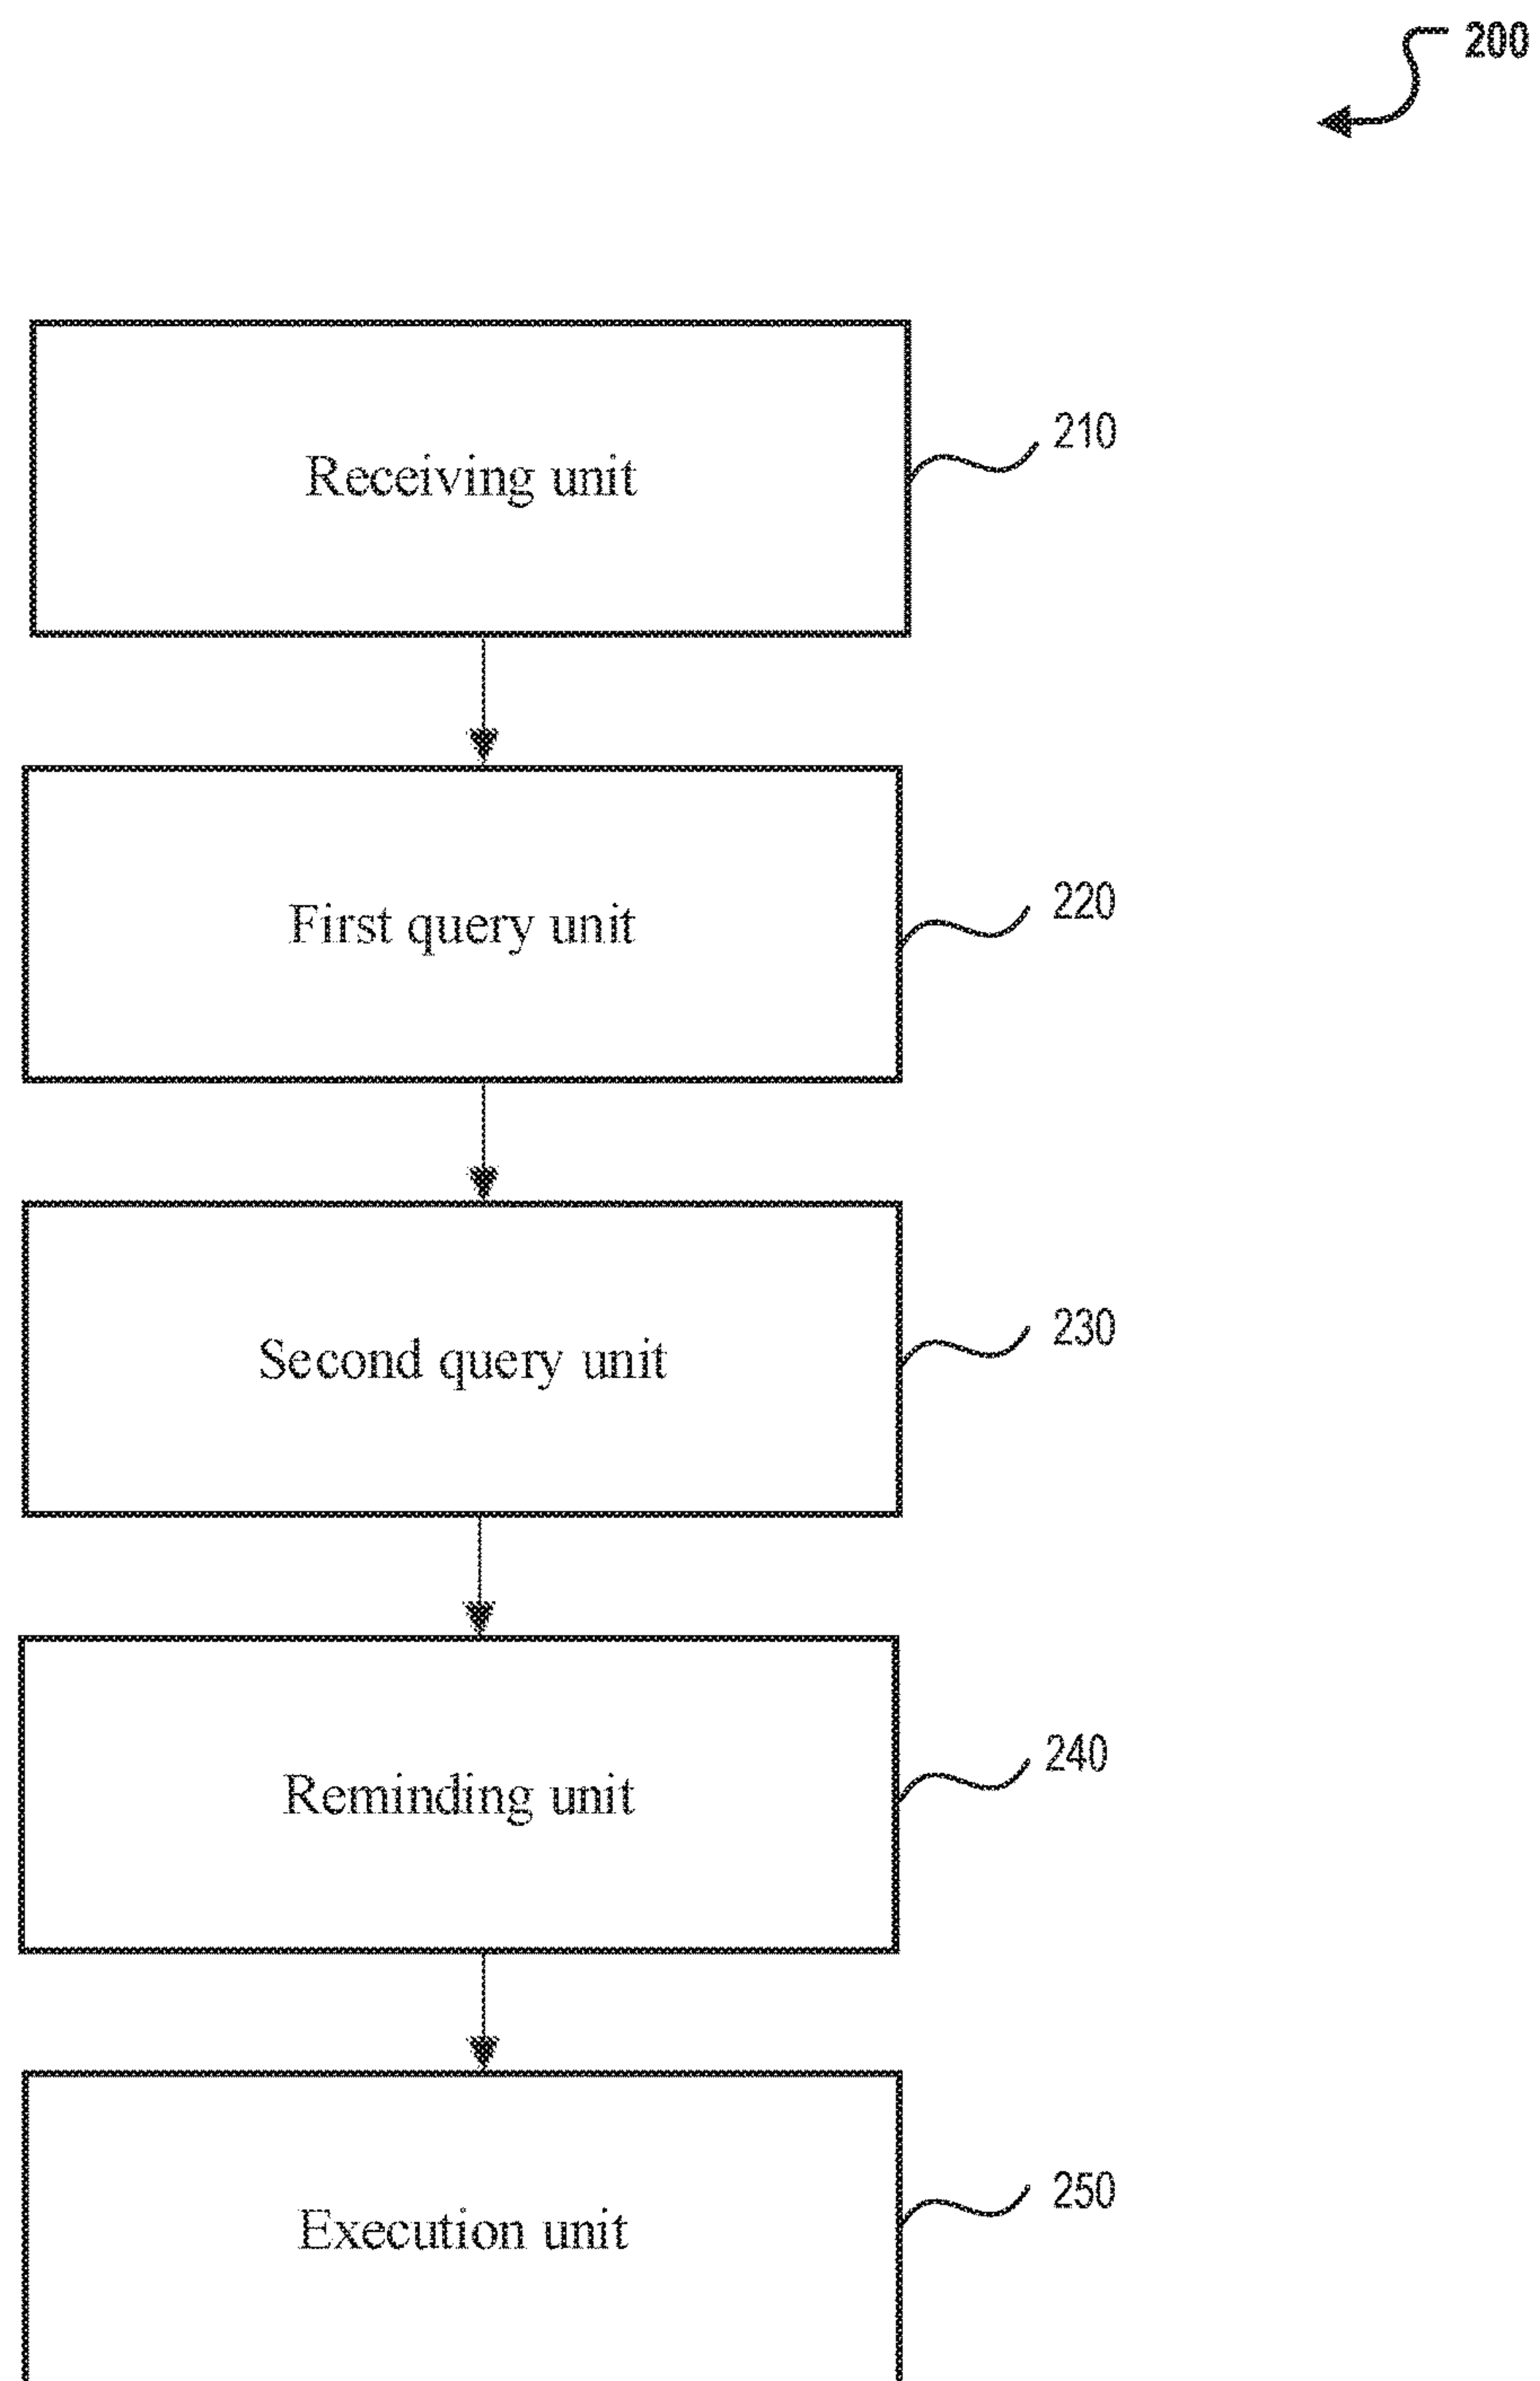 200
Receiving unit
210
First query unit
220
Second query unit
230
Reminding unit
240
Execution unit
250